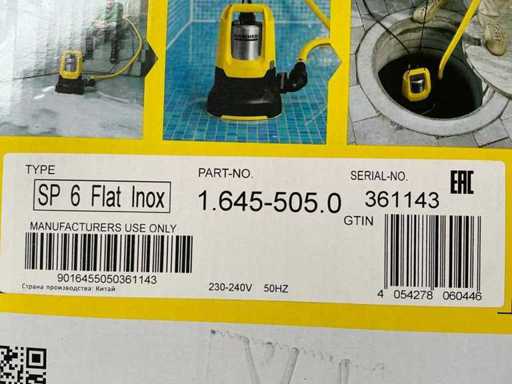 KÄRCHER
TYPE
SP 6 Flat Inox
PART-NO.
1.645-505.0
SERIAL-NO.
361143
EAC
GTIN
MANUFACTURERS USE ONLY
9016455050361143
Страна производства: Китай
230-240V 50HZ
4 054278 060446